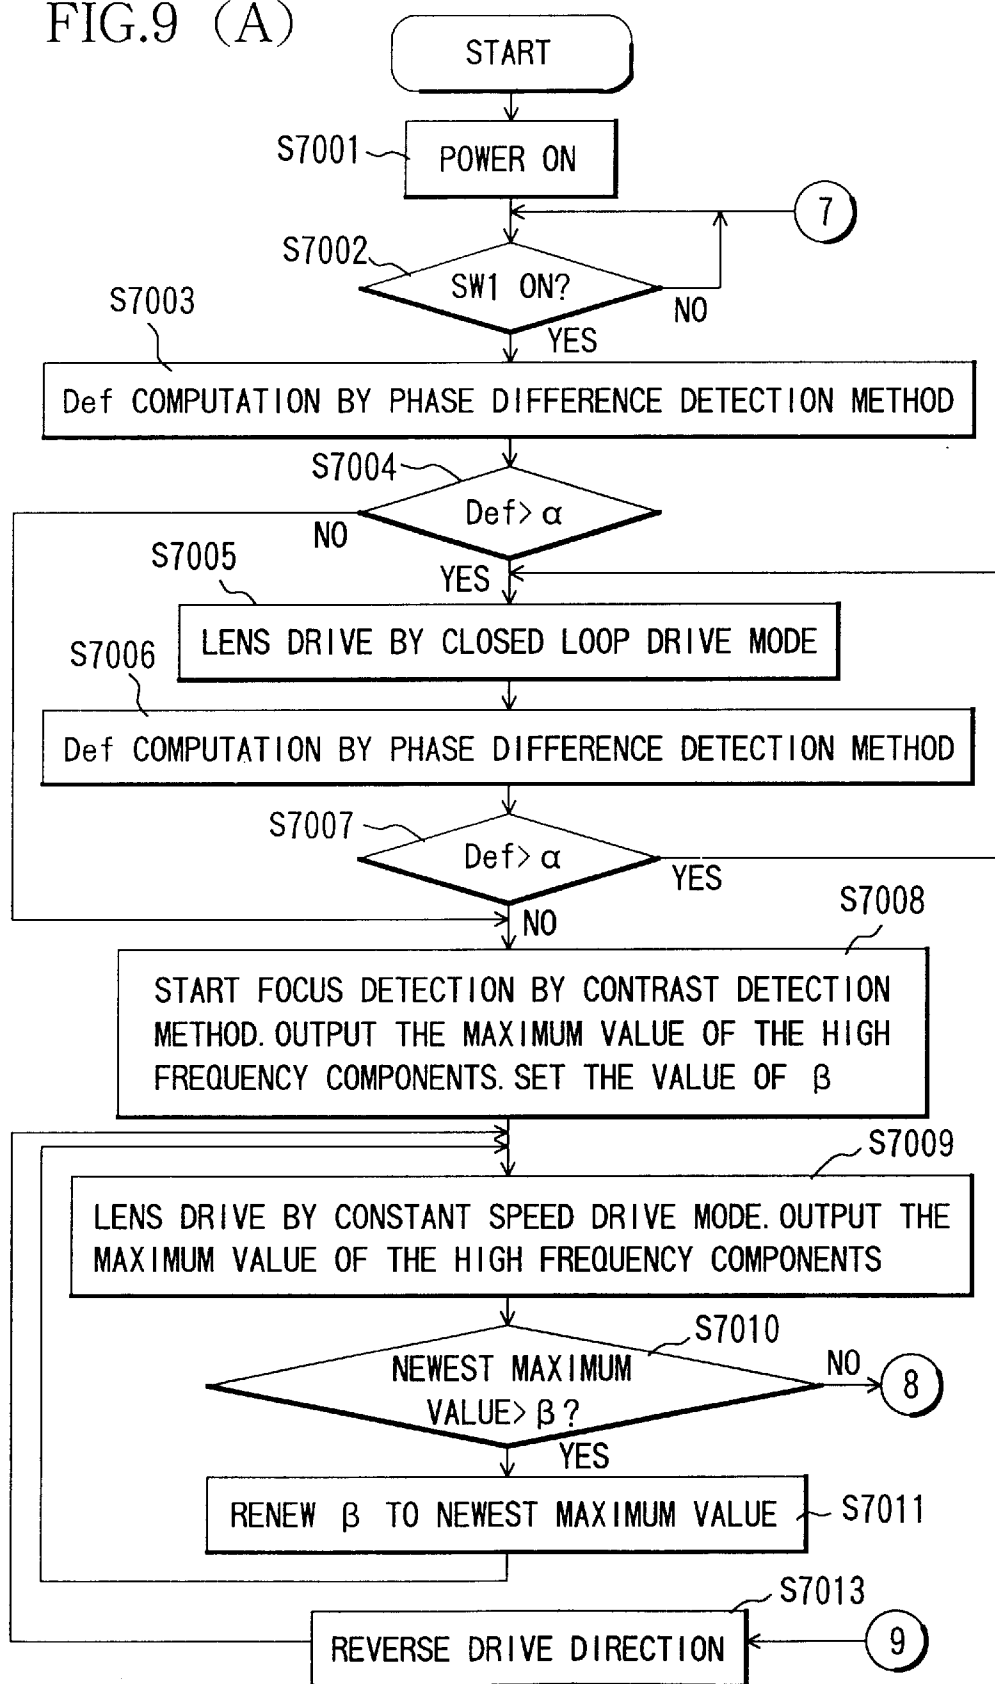 FIG.9 (A)
START
S7001
POWER ON
7
S7002
SW1 ON?
NO
YES
S7003
Def COMPUTATION BY PHASE DIFFERENCE DETECTION METHOD
S7004
Def> α
NO
YES
S7005
LENS DRIVE BY CLOSED LOOP DRIVE MODE
S7006
Def COMPUTATION BY PHASE DIFFERENCE DETECTION METHOD
S7007
Def> α
YES
NO
S7008
START FOCUS DETECTION BY CONTRAST DETECTION
METHOD. OUTPUT THE MAXIMUM VALUE OF THE HIGH
FREQUENCY COMPONENTS. SET THE VALUE OF β
S7009
LENS DRIVE BY CONSTANT SPEED DRIVE MODE. OUTPUT THE
MAXIMUM VALUE OF THE HIGH FREQUENCY COMPONENTS
S7010
NEWEST MAXIMUM
VALUE> β?
NO
8
YES
RENEW β TO NEWEST MAXIMUM VALUE
S7011
S7013
REVERSE DRIVE DIRECTION
9